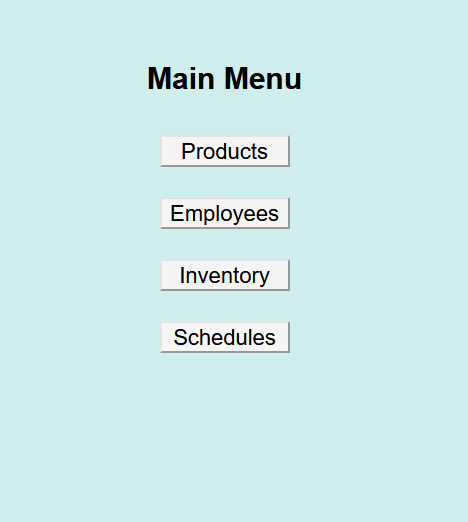 Main Menu
Products
Employees
Inventory
Schedules